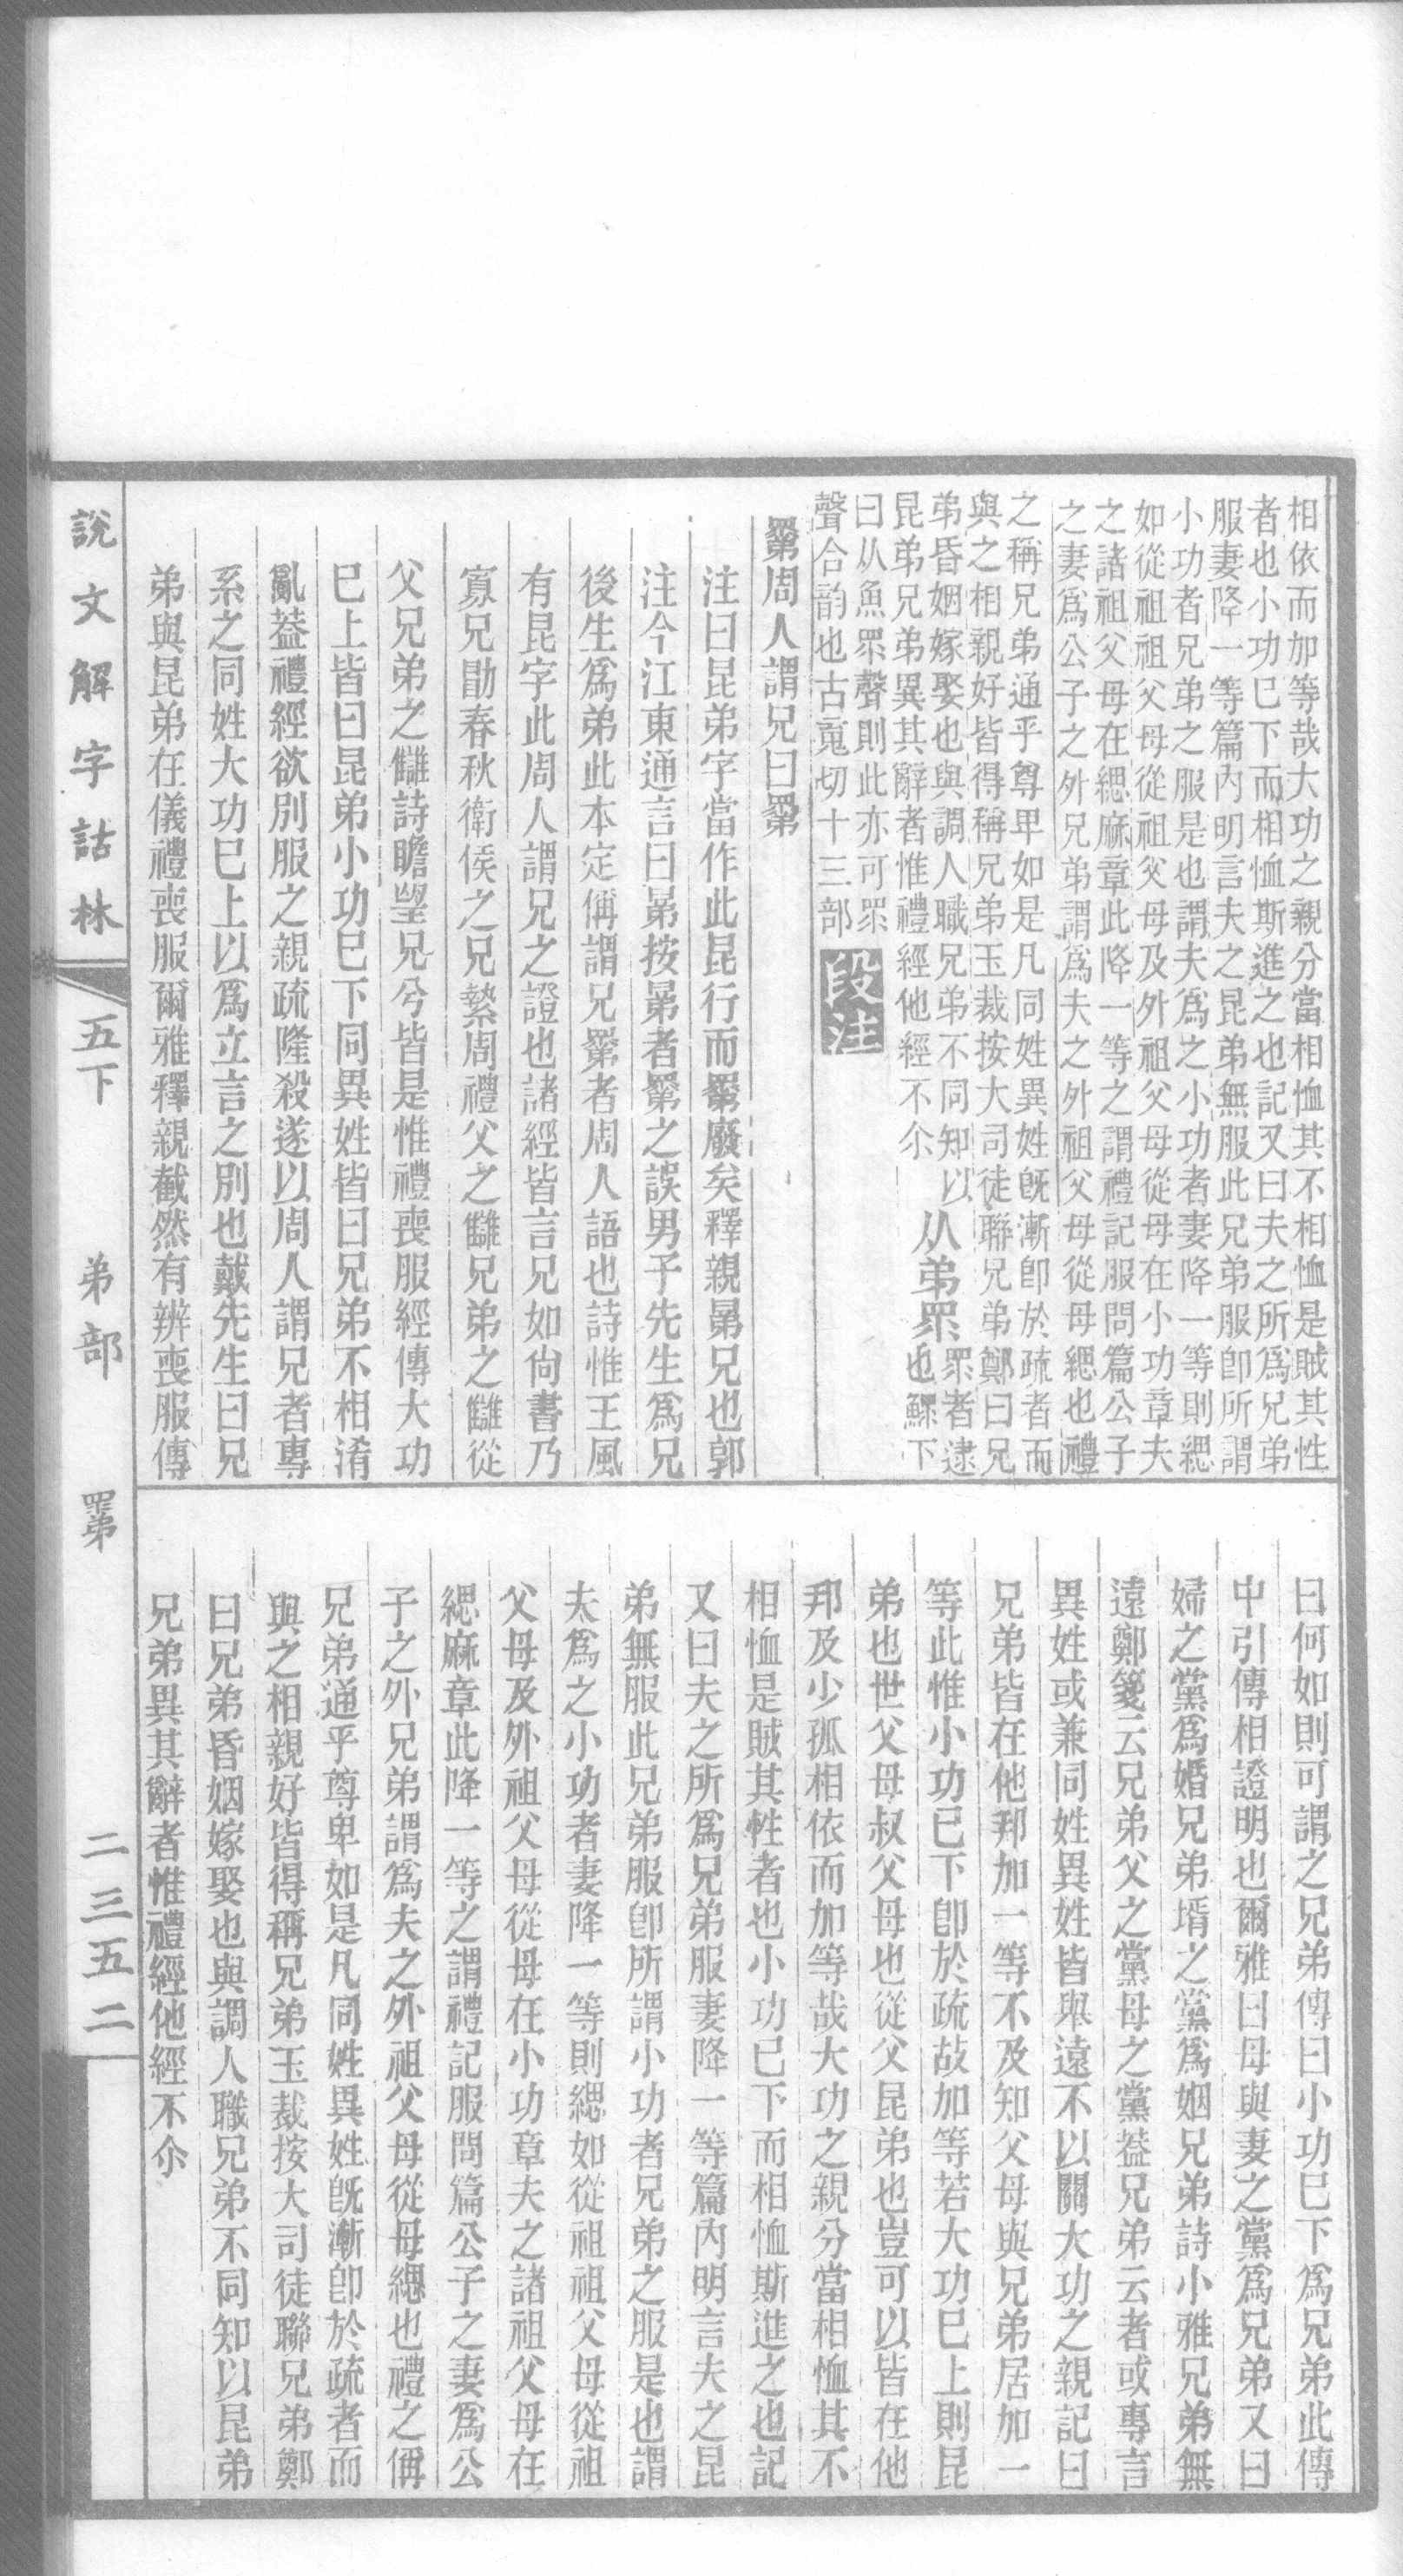 相依而加等哉大功之親分當相恤其不相恤是賊其性
者也小功已下而相恤斯進之也記又曰夫之所爲兄弟
服妻降一等篇內明言夫之昆弟無服此兄弟服卽所謂
小功者兄弟之服是也謂夫爲之小功者妻降一等則緦
如從祖祖父母從祖父母及外祖父母從母在小功章夫
之諸祖父母在緦麻章此降一等之謂禮記服問篇公子
之妻爲公子之外兄弟謂爲夫之外祖父母從母緦也禮
之稱兄弟通乎尊卑如是凡同姓異姓旣漸卽於疏者而
與之相親好皆得稱兄弟玉裁按大司徒聯兄弟鄭曰兄
弟昏姻嫁娶也與調人職兄弟不同知以
昆弟兄弟異其辭者惟禮經他經不尒
从弟眔
眔者逮
也鰥下
曰从魚眔聲則此亦可眔
聲合韵也古䰟切十三部
段注
𦤎周人謂兄曰𦤎
注曰昆弟字當作此昆行而𦤎廢矣釋親晜兄也郭
注今江東通言曰晜按晜者𦤎之誤男子先生爲兄
後生爲弟此本定偁謂兄𦤎者周人語也詩惟王風
有昆字此周人謂兄之證也諸經皆言兄如尙書乃
寡兄勖春秋衛侯之兄縶周禮父之讎兄弟之讎從
父兄弟之讎詩瞻望兄兮皆是惟禮喪服經傳大功
已上皆曰昆弟小功已下同異姓皆曰兄弟不相淆
亂葢禮經欲別服之親疏隆殺遂以周人謂兄者專
系之同姓大功已上以爲立言之別也戴先生曰兄
弟與昆弟在儀禮喪服爾雅釋親截然有辨喪服傳
曰何如則可謂之兄弟傳曰小功已下爲兄弟此傳
中引傳相證明也爾雅曰母與妻之黨爲兄弟又曰
婦之黨爲婚兄弟壻之黨爲姻兄弟詩小雅兄弟無
遠鄭箋云兄弟父之黨母之黨葢兄弟云者或專言
異姓或兼同姓異姓皆與遠不以關大功之親記曰
兄弟皆在他邦加一等不及知父母與兄弟居加一
等此惟小功已下卽於疏故加等若大功已上則昆
弟也世父母叔父母也從父昆弟也豈可以皆在他
邦及少孤相依而加等哉大功之親分當相恤其不
相恤是賊其性者也小功已下而相恤斯進之也記
又曰夫之所爲兄弟服妻降一等篇內明言夫之昆
弟無服此兄弟服卽所謂小功者兄弟之服是也謂
夫爲之小功者妻降一等則緦如從祖祖父母從祖
父母及外祖父母從母在小功章夫之諸祖父母在
緦麻章此降一等之謂禮記服問篇公子之妻爲公
子之外兄弟謂爲夫之外祖父母從母緦也禮之偁
兄弟通乎尊卑如是凡同姓異姓旣漸卽於疏者而
與之相親好皆得稱兄弟玉裁按大司徒聯兄弟鄭
曰兄弟昏姻嫁娶也與調人職兄弟不同知以昆弟
兄弟異其辭者惟禮經他經不尒
說文解字詁林 五下 弟部 𦤎 二三五二